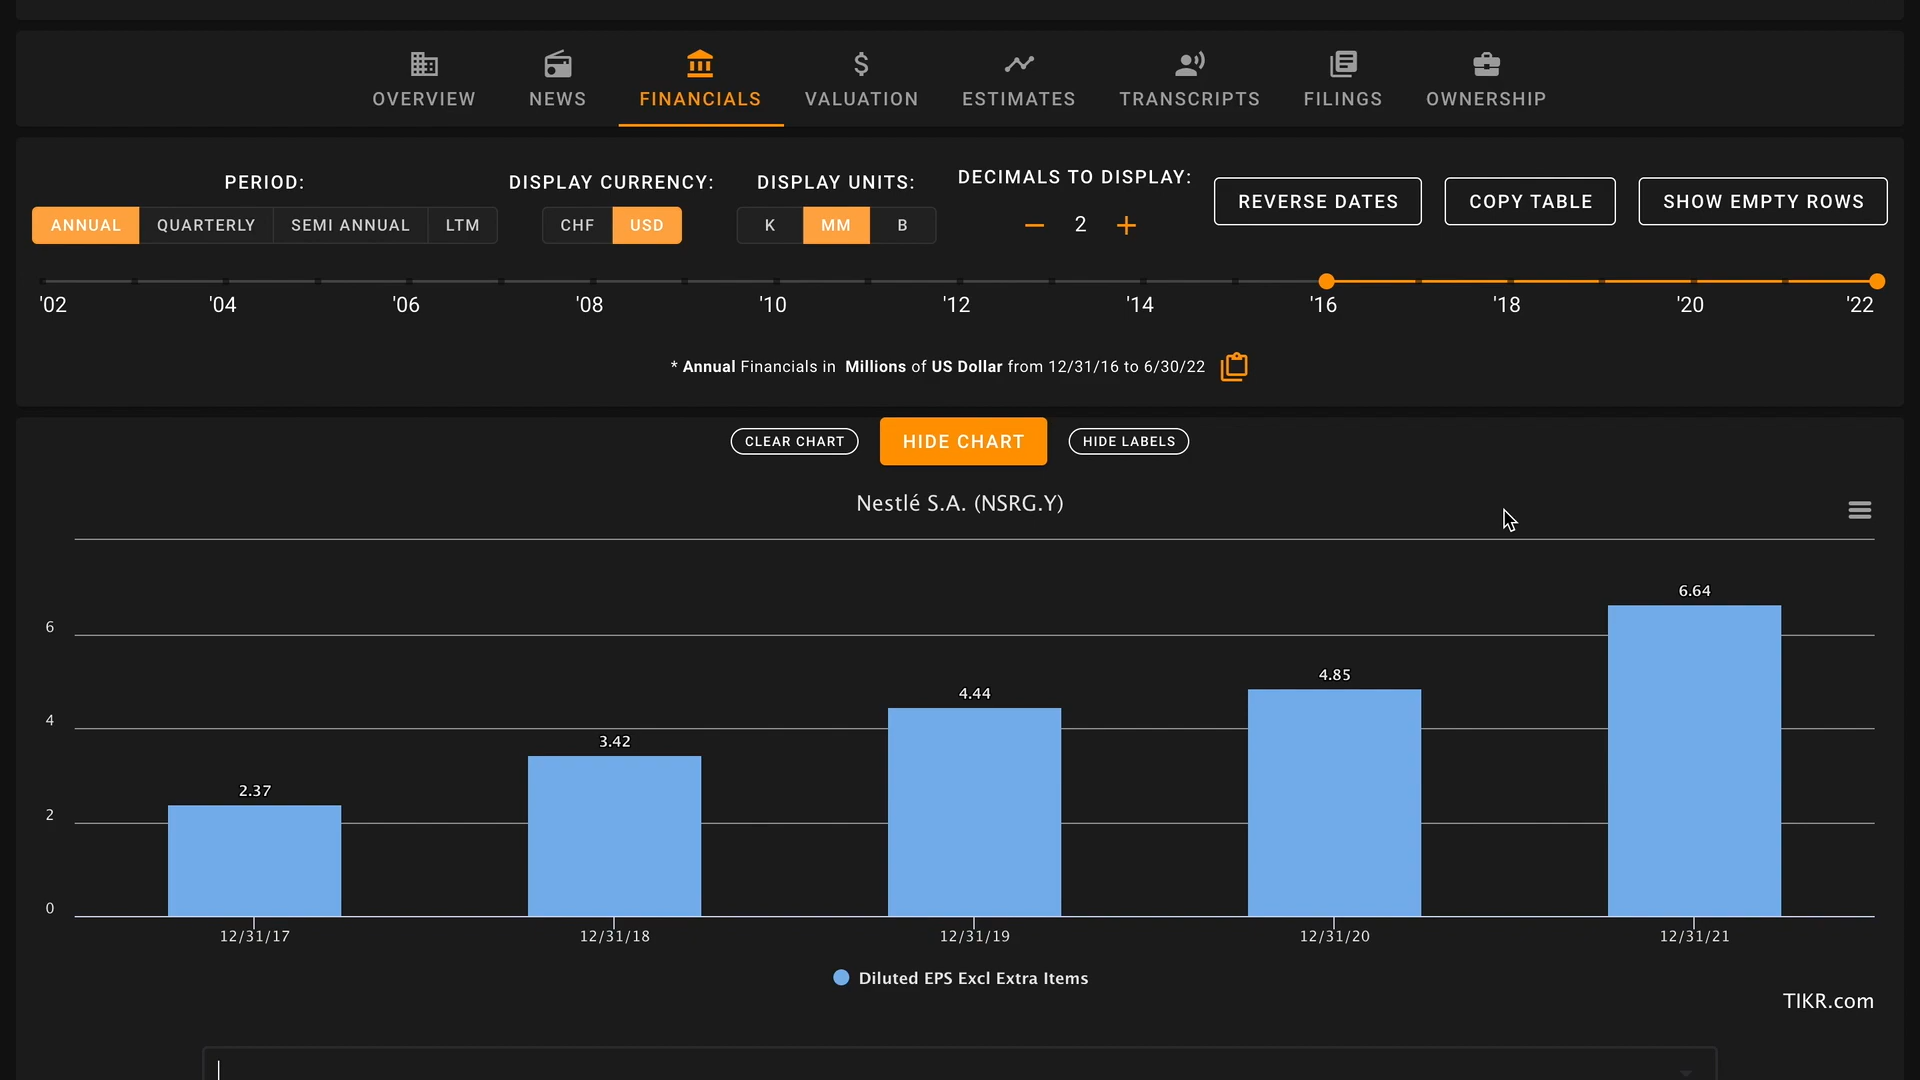 OVERVIEW NEWS FINANCIALS VALUATION ESTIMATES TRANSCRIPTS FILINGS OWNERSHIP
PERIOD: DISPLAY CURRENCY: DISPLAY UNITS: DECIMALS TO DISPLAY:
ANNUAL QUARTERLY SEMI ANNUAL LTM CHF USD K MM B − 2 + REVERSE DATES COPY TABLE SHOW EMPTY ROWS
'02 '04 '06 '08 '10 '12 '14 '16 '18 '20 '22
* Annual Financials in Millions of US Dollar from 12/31/16 to 6/30/22
CLEAR CHART HIDE CHART HIDE LABELS
Nestlé S.A. (NSRG.Y)
6.64
6
4.85
4.44
4
3.42
2.37
2
0
12/31/17 12/31/18 12/31/19 12/31/20 12/31/21
Diluted EPS Excl Extra Items
TIKR.com